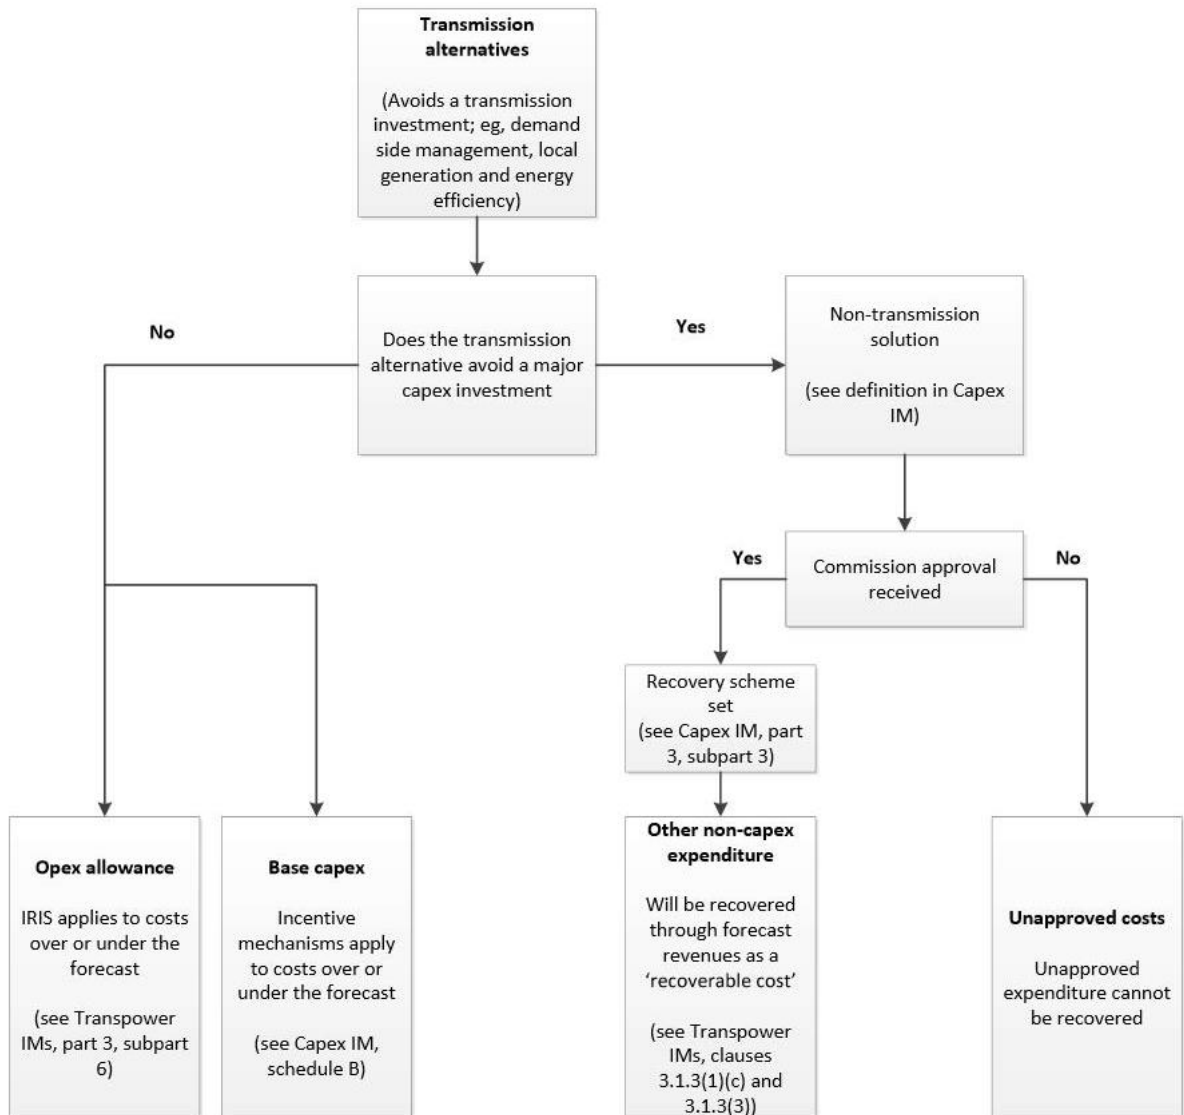 Transmission
alternatives
(Avoids a transmission
investment; eg, demand
side management, local
generation and energy
efficiency)
No
Does the transmission
alternative avoid a major
capex investment
Yes
Non-transmission
solution
(see definition in Capex
IM)
Yes
Commission approval
received
No
Recovery scheme
set
(see Capex IM, part
3, subpart 3)
Opex allowance
IRIS applies to costs
over or under the
forecast
(see Transpower
IMs, part 3, subpart
6)
Base capex
Incentive
mechanisms apply
to costs over or
under the forecast
(see Capex IM,
schedule B)
Other non-capex
expenditure
Will be recovered
through forecast
revenues as a
‘recoverable cost’
(see Transpower
IMs, clauses
3.1.3(1)(c) and
3.1.3(3))
Unapproved costs
Unapproved
expenditure cannot
be recovered